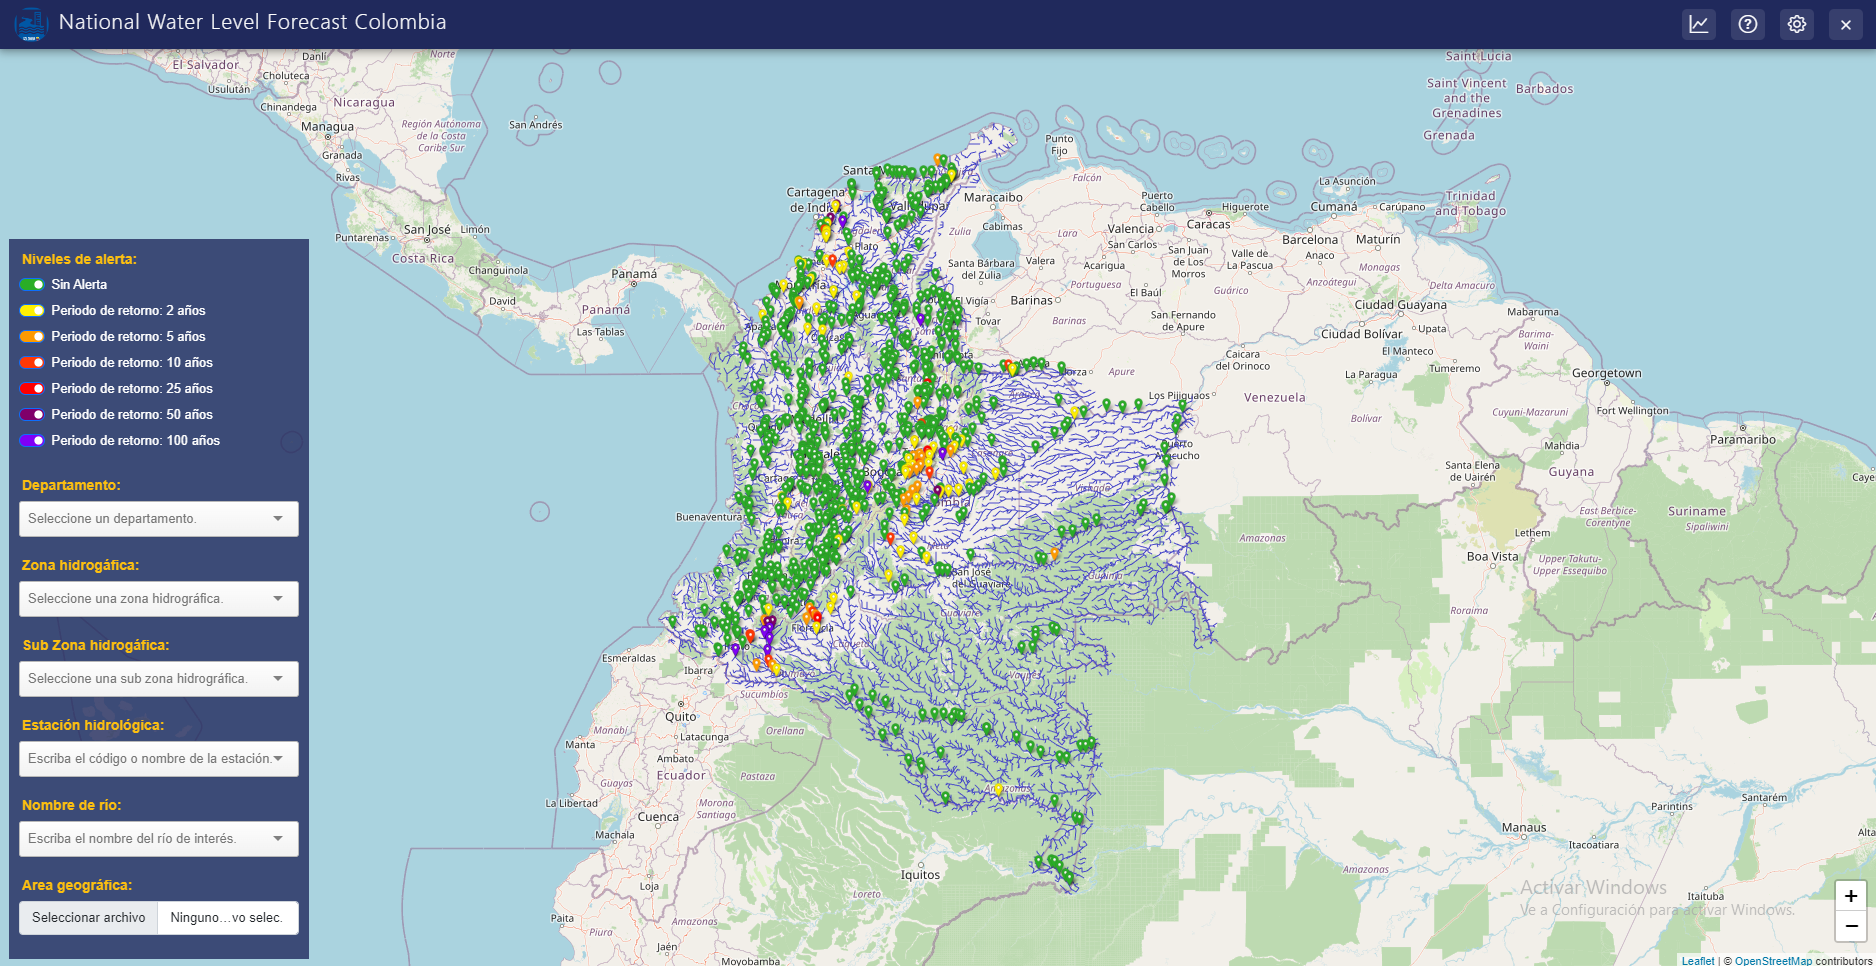 National Water Level Forecast Colombia
Niveles de alerta:
Sin Alerta
Periodo de retorno: 2 años
Periodo de retorno: 5 años
Periodo de retorno: 10 años
Periodo de retorno: 25 años
Periodo de retorno: 50 años
Periodo de retorno: 100 años
Departamento:
Seleccione un departamento.
Zona hidrogáfica:
Seleccione una zona hidrográfica.
Sub Zona hidrogáfica:
Seleccione una sub zona hidrográfica.
Estación hidrológica:
Escriba el código o nombre de la estación.
Nombre de río:
Escriba el nombre del río de interés.
Area geográfica:
Seleccionar archivo
Ninguno...vo selec.
El Salvador
Danlí
Norte
Choluteca
Usulután
Chinandega
Nicaragua
Managua
Región Autónoma
de la Costa
Caribe Sur
Granada
Rivas
San Andrés
San José
Limón
Puntarenas
Costa Rica
Changuinola
David
Panamá
Panamá
Las Tablas
Darién
Saint Lucia
Saint Vincent
and the
Grenadines
Barbados
Grenada
Trinidad
and Tobago
Punto
Fijo
Falcón
Cartagena
Maracaibo
Cabimas
Zulia
Lara
Puerto
Cabello
Higuerote
Caracas
Valencia
San Carlos
La Asunción
Cumaná
Carúpano
Barcelona
Maturín
Anaco
Monagas
Delta Amacuro
Santa Bárbara
del Zulia
Valera
Acarigua
Portuguesa
San Juan
de Los
Morros
Valle de
La Pascua
Guárico
Anzoátegui
El Vigía
Barinas
Barinas
Tovar
El Baúl
San Fernando
de Apure
Ciudad Guayana
Ciudad Bolívar
Upata
El Manteco
Tumeremo
La Paragua
Caicara
del Orinoco
Apure
Los Pijiguaos
Venezuela
Bolívar
Mabaruma
Barima-
Waini
Georgetown
Fort Wellington
Cuyuni-Mazaruni
Mahdia
Guyana
Paramaribo
Santa Elena
de Uairén
East Berbice-
Corentyne
Suriname
Sipaliwini
Lethem
Boa Vista
Upper Takutu-
Upper Essequibo
Roraima
Amazonas
Plato
Buenaventura
San José
del Guaviare
Guaviare
Vaupés
Amazonas
Esmeraldas
Ibarra
Sucumbíos
Quito
Orellana
Manabí
Manta
Latacunga
Ambato
Ecuador
Pastaza
Guayas
La Libertad
Morona
Santiago
Cuenca
Machala
Loja
Paita
Piura
Amazonas
Jaén
Moyobamba
Loreto
Iquitos
Manaus
Itacoatiara
Parintins
Santarém
Itaituba
Amazonas
Activar Windows
Ve a Configuración para activar Windows.
+
−
Leaflet | © OpenStreetMap contributors